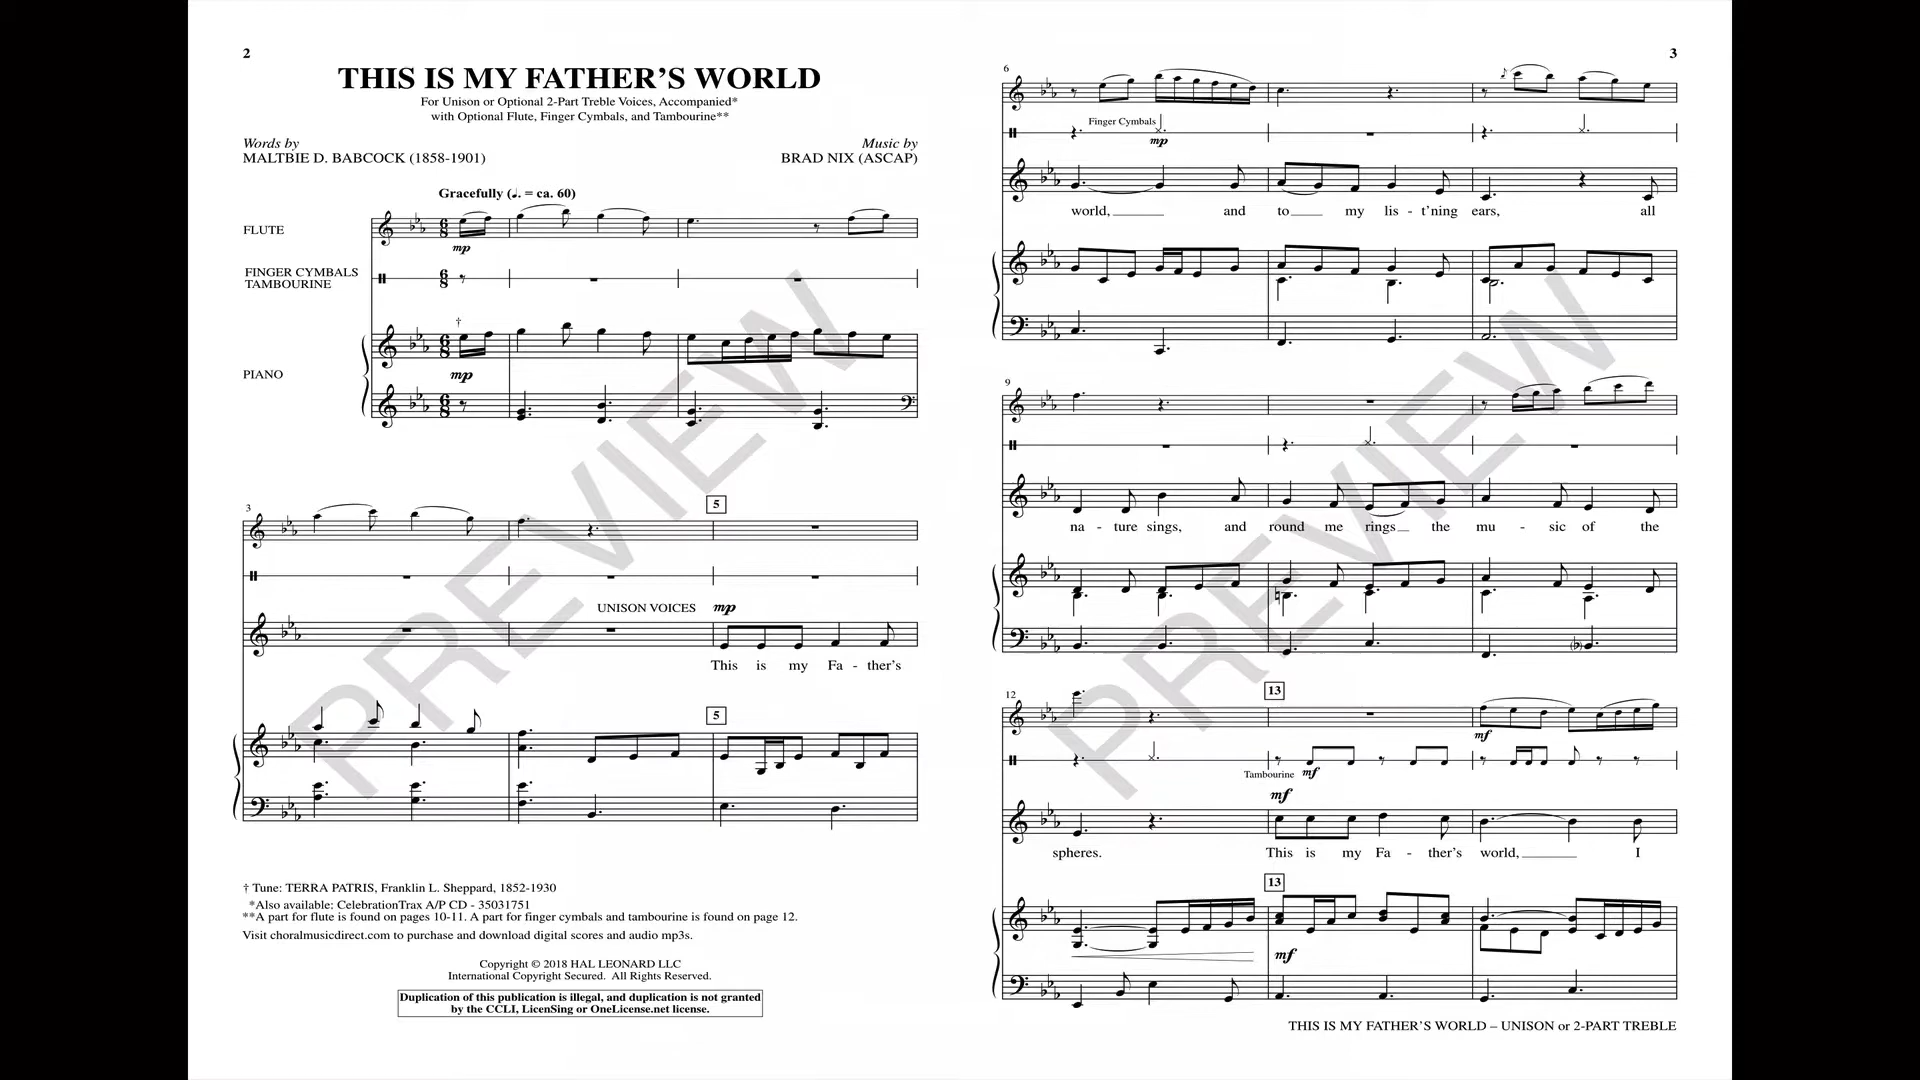 2
THIS IS MY FATHER'S WORLD
For Unison or Optional 2-Part Treble Voices, Accompanied*
with Optional Flute, Finger Cymbals, and Tambourine**
Words by
MALTBIE D. BABCOCK (1858-1901)
Music by
BRAD NIX (ASCAP)
Gracefully (♩. = ca. 60)
FLUTE
mp
FINGER CYMBALS
TAMBOURINE
6
8
†
PIANO
mp
3
5
UNISON VOICES mp
This is my Fa - ther's
5
† Tune: TERRA PATRIS, Franklin L. Sheppard, 1852-1930
*Also available: CelebrationTrax A/P CD - 35031751
**A part for flute is found on pages 10-11. A part for finger cymbals and tambourine is found on page 12.
Visit choralmusicdirect.com to purchase and download digital scores and audio mp3s.
Copyright © 2018 HAL LEONARD LLC
International Copyright Secured. All Rights Reserved.
Duplication of this publication is illegal, and duplication is not granted
by the CCLI, LicenSing or OneLicense.net license.
PREVIEW
3
6
Finger Cymbals
mp
world, and to my lis - t'ning ears, all
9
na - ture sings, and round me rings the mu - sic of the
12
13
mf
Tambourine mf
mf
spheres. This is my Fa - ther's world, I
13
mf
THIS IS MY FATHER'S WORLD – UNISON or 2-PART TREBLE
PREVIEW